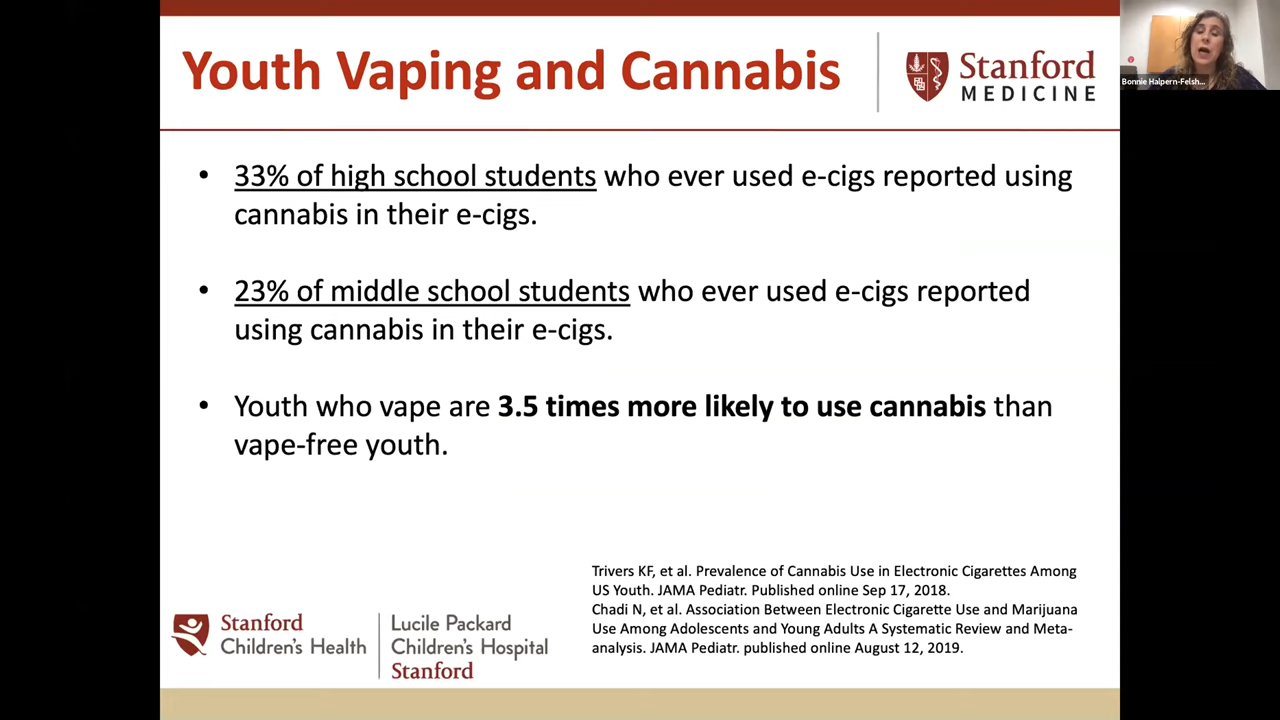 Youth Vaping and Cannabis
Stanford
MEDICINE
Bonnie Halpern-Felsh...
• 33% of high school students who ever used e-cigs reported using
cannabis in their e-cigs.
• 23% of middle school students who ever used e-cigs reported
using cannabis in their e-cigs.
• Youth who vape are 3.5 times more likely to use cannabis than
vape-free youth.
Trivers KF, et al. Prevalence of Cannabis Use in Electronic Cigarettes Among
US Youth. JAMA Pediatr. Published online Sep 17, 2018.
Chadi N, et al. Association Between Electronic Cigarette Use and Marijuana
Use Among Adolescents and Young Adults A Systematic Review and Meta-
analysis. JAMA Pediatr. published online August 12, 2019.
Stanford
Children's Health
Lucile Packard
Children's Hospital
Stanford